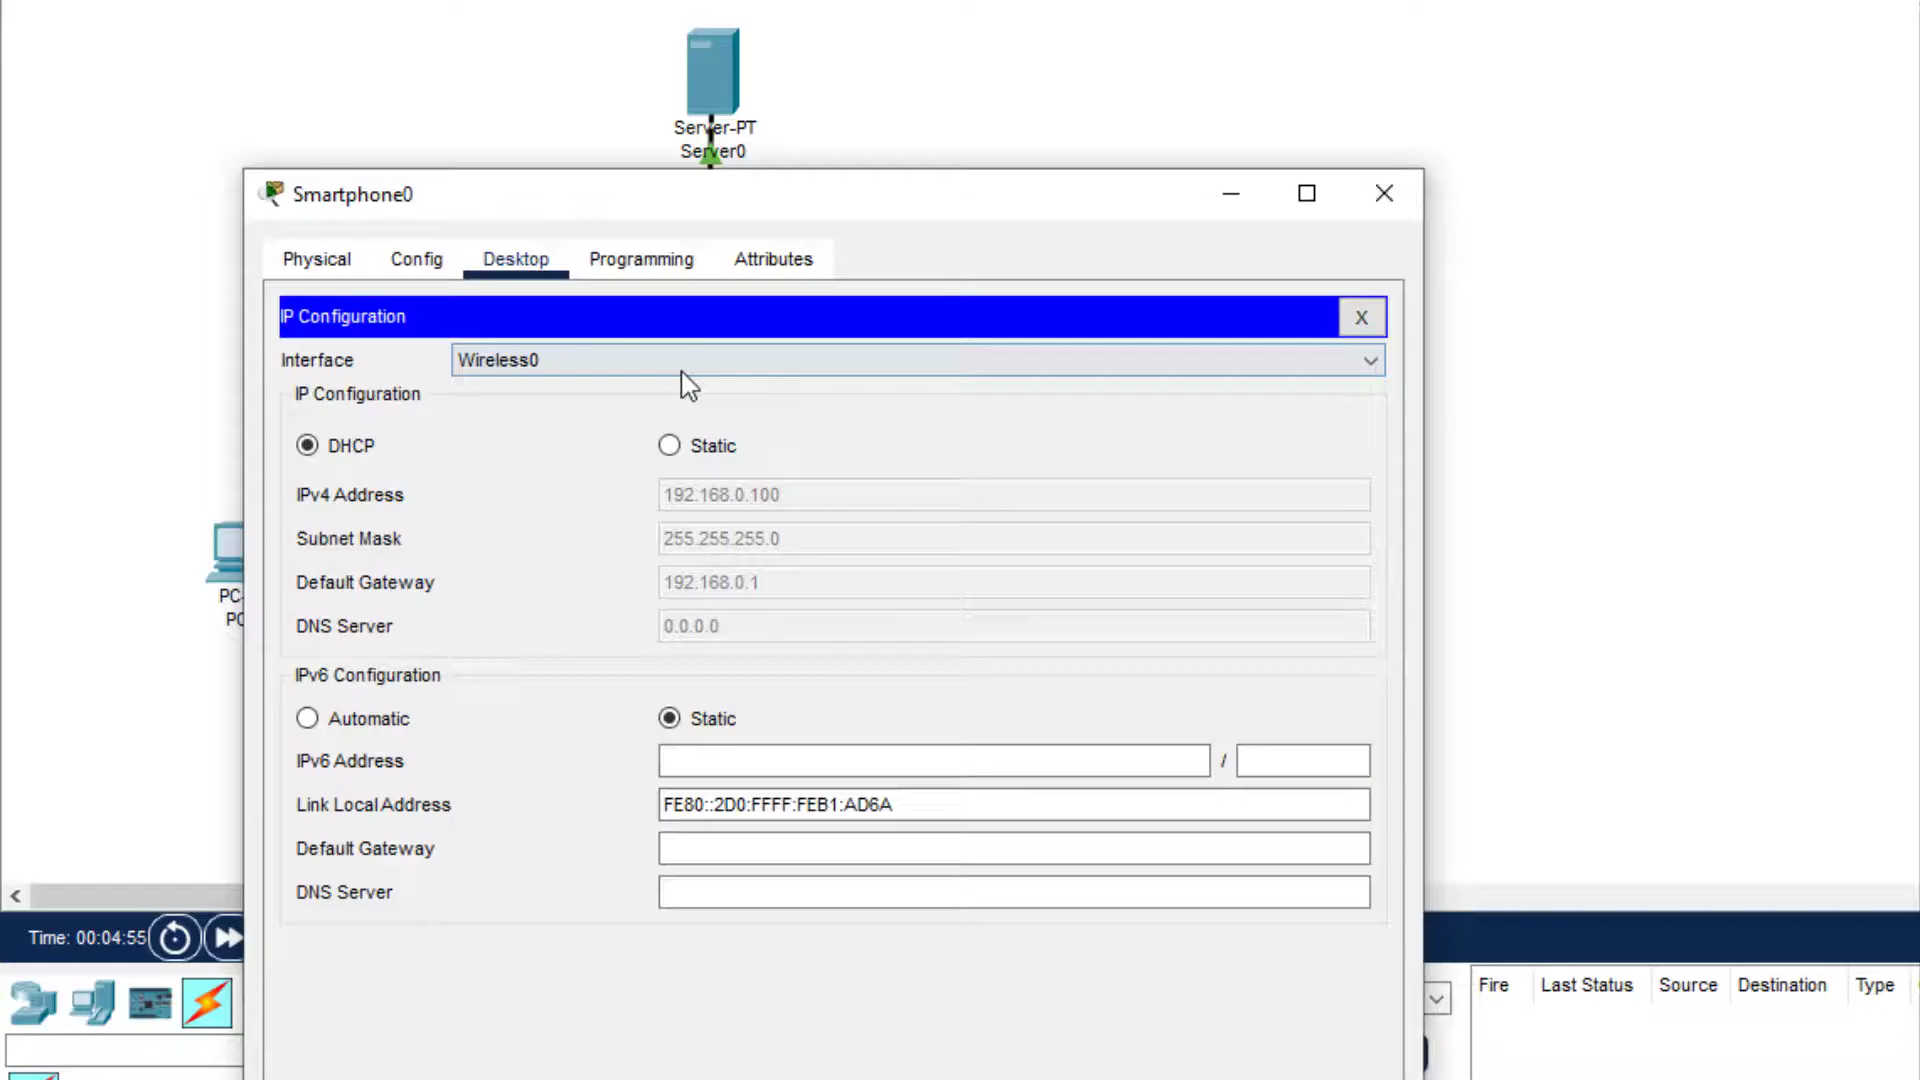 Server-PT
Server0
Smartphone0
Physical Config Desktop Programming Attributes
IP Configuration X
Interface Wireless0
IP Configuration
DHCP Static
IPv4 Address 192.168.0.100
Subnet Mask 255.255.255.0
Default Gateway 192.168.0.1
DNS Server 0.0.0.0
PC-
PC
IPv6 Configuration
Automatic Static
IPv6 Address /
Link Local Address FE80::2D0:FFFF:FEB1:AD6A
Default Gateway
DNS Server
Time: 00:04:55
Fire Last Status Source Destination Type